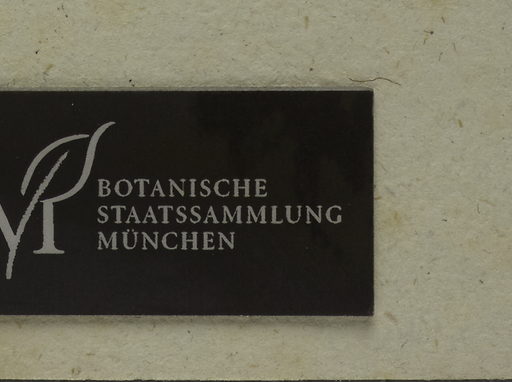 BOTANISCHE
STAATSSAMMLUNG
MÜNCHEN